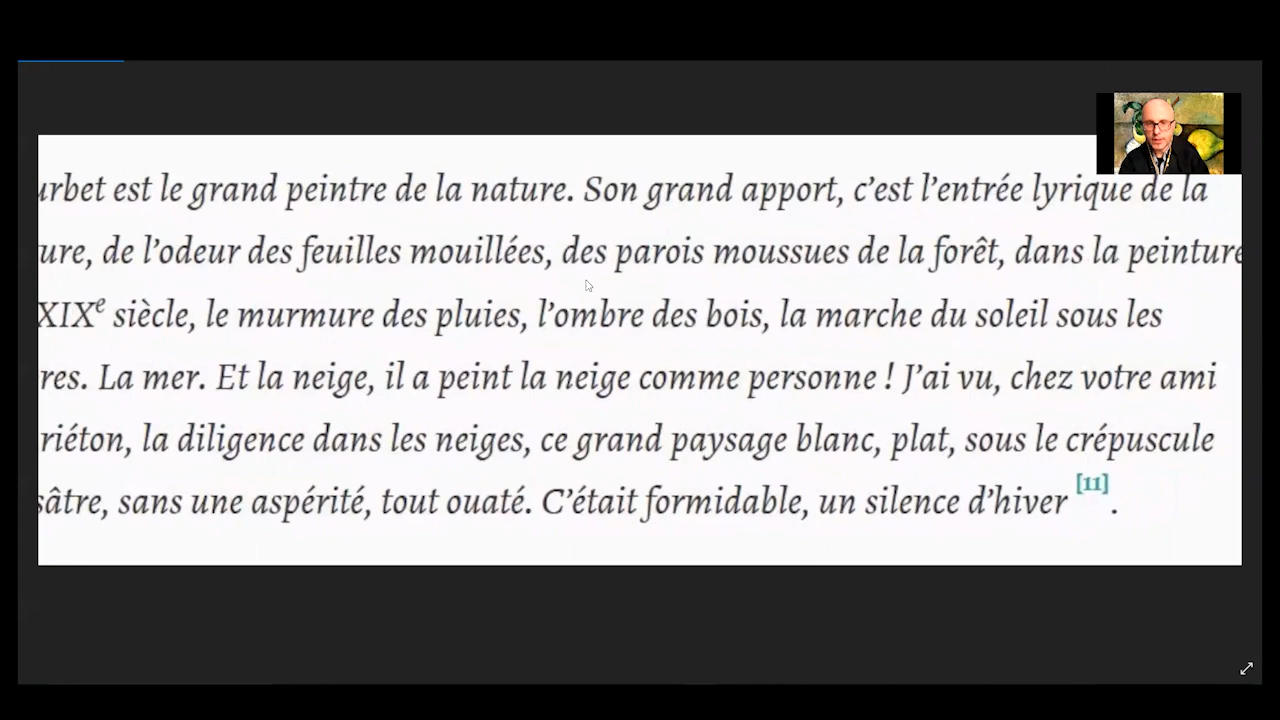 urbet est le grand peintre de la nature. Son grand apport, c’est l’entrée lyrique de la
ure, de l’odeur des feuilles mouillées, des parois moussues de la forêt, dans la peinture
XIXe siècle, le murmure des pluies, l’ombre des bois, la marche du soleil sous les
res. La mer. Et la neige, il a peint la neige comme personne ! J’ai vu, chez votre ami
riéton, la diligence dans les neiges, ce grand paysage blanc, plat, sous le crépuscule
sâtre, sans une aspérité, tout ouaté. C’était formidable, un silence d’hiver [11].